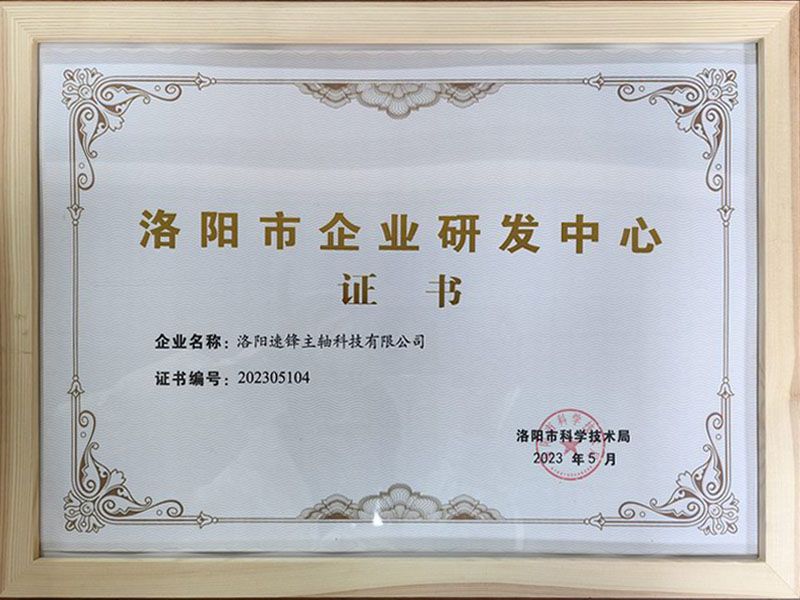 洛阳市企业研发中心
证 书
企业名称：洛阳速锋主轴科技有限公司
证书编号：202305104
洛阳市科学技术局
2023 年 5 月